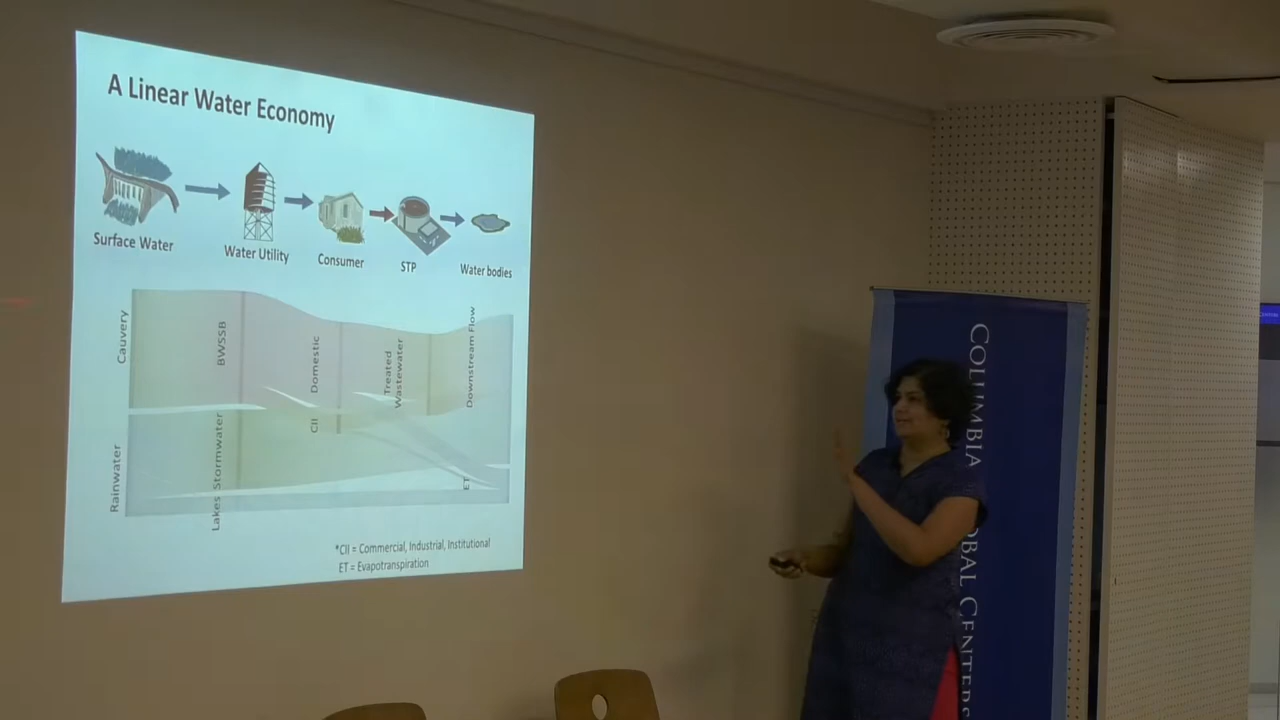 A Linear Water Economy
Surface Water
Water Utility
Consumer
STP
Water bodies
Cauvery
BWSSB
Domestic
Treated
Wastewater
Downstream Flow
CII
Rainwater
Lakes Stormwater
ET
*CII = Commercial, Industrial, Institutional
ET = Evapotranspiration
COLUMBIA
OBAL CENTERS